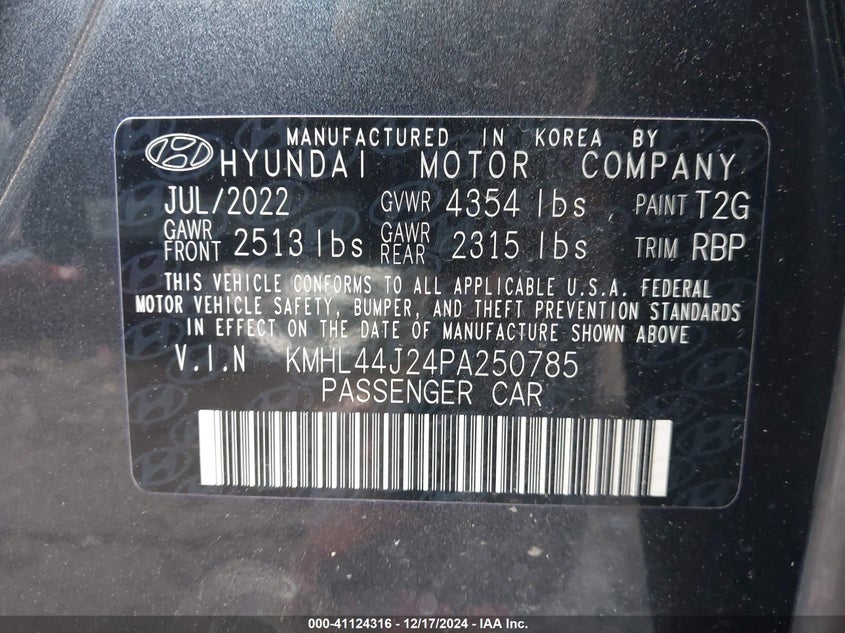 MANUFACTURED IN KOREA BY
HYUNDAI MOTOR COMPANY
JUL/2022 GVWR 4354 lbs PAINT T2G
GAWR FRONT 2513 lbs GAWR REAR 2315 lbs TRIM RBP
THIS VEHICLE CONFORMS TO ALL APPLICABLE U.S.A. FEDERAL
MOTOR VEHICLE SAFETY, BUMPER, AND THEFT PREVENTION STANDARDS
IN EFFECT ON THE DATE OF MANUFACTURE SHOWN ABOVE
V.I.N KMHL44J24PA250785
PASSENGER CAR
000-41124316 - 12/17/2024 - IAA Inc.